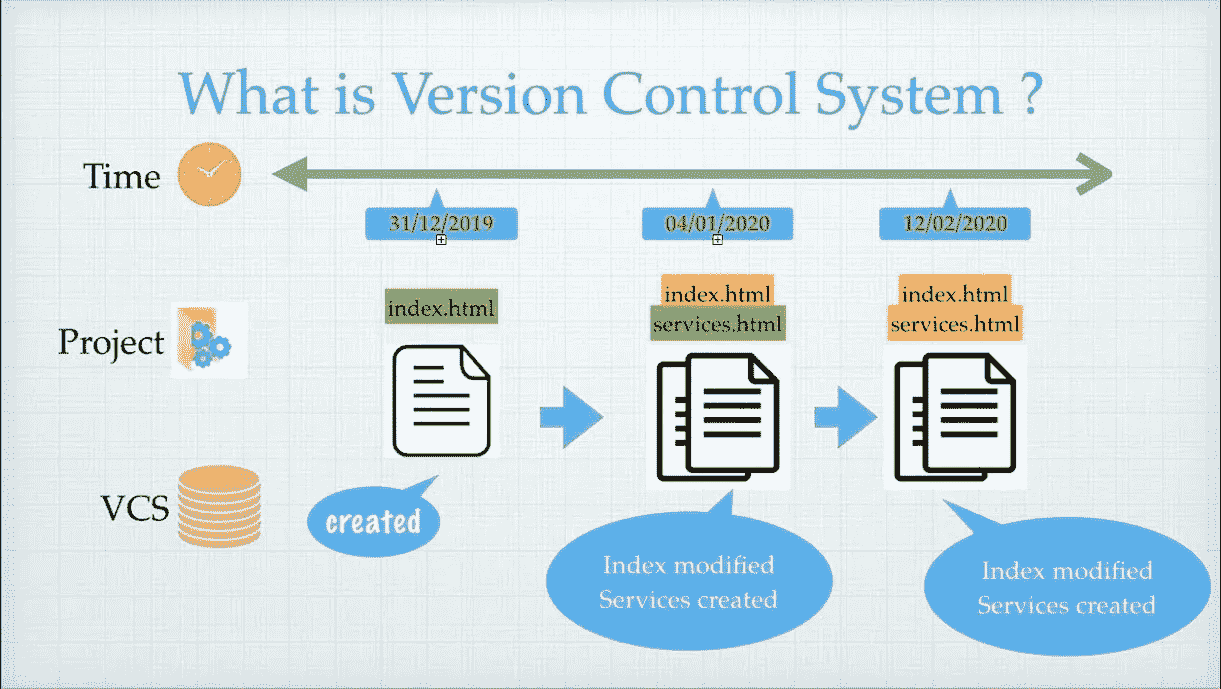 What is Version Control System ?
Time
31/12/2019
04/01/2020
12/02/2020
index.html
index.html
services.html
index.html
services.html
Project
VCS
created
Index modified
Services created
Index modified
Services created